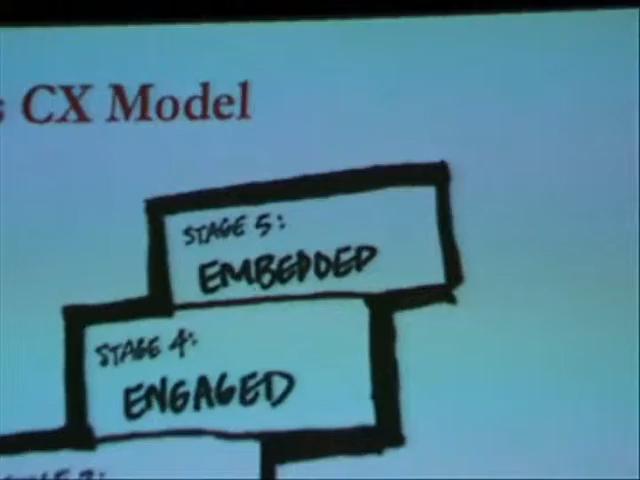 CX Model
STAGE 5:
EMBEDDED
STAGE 4:
ENGAGED